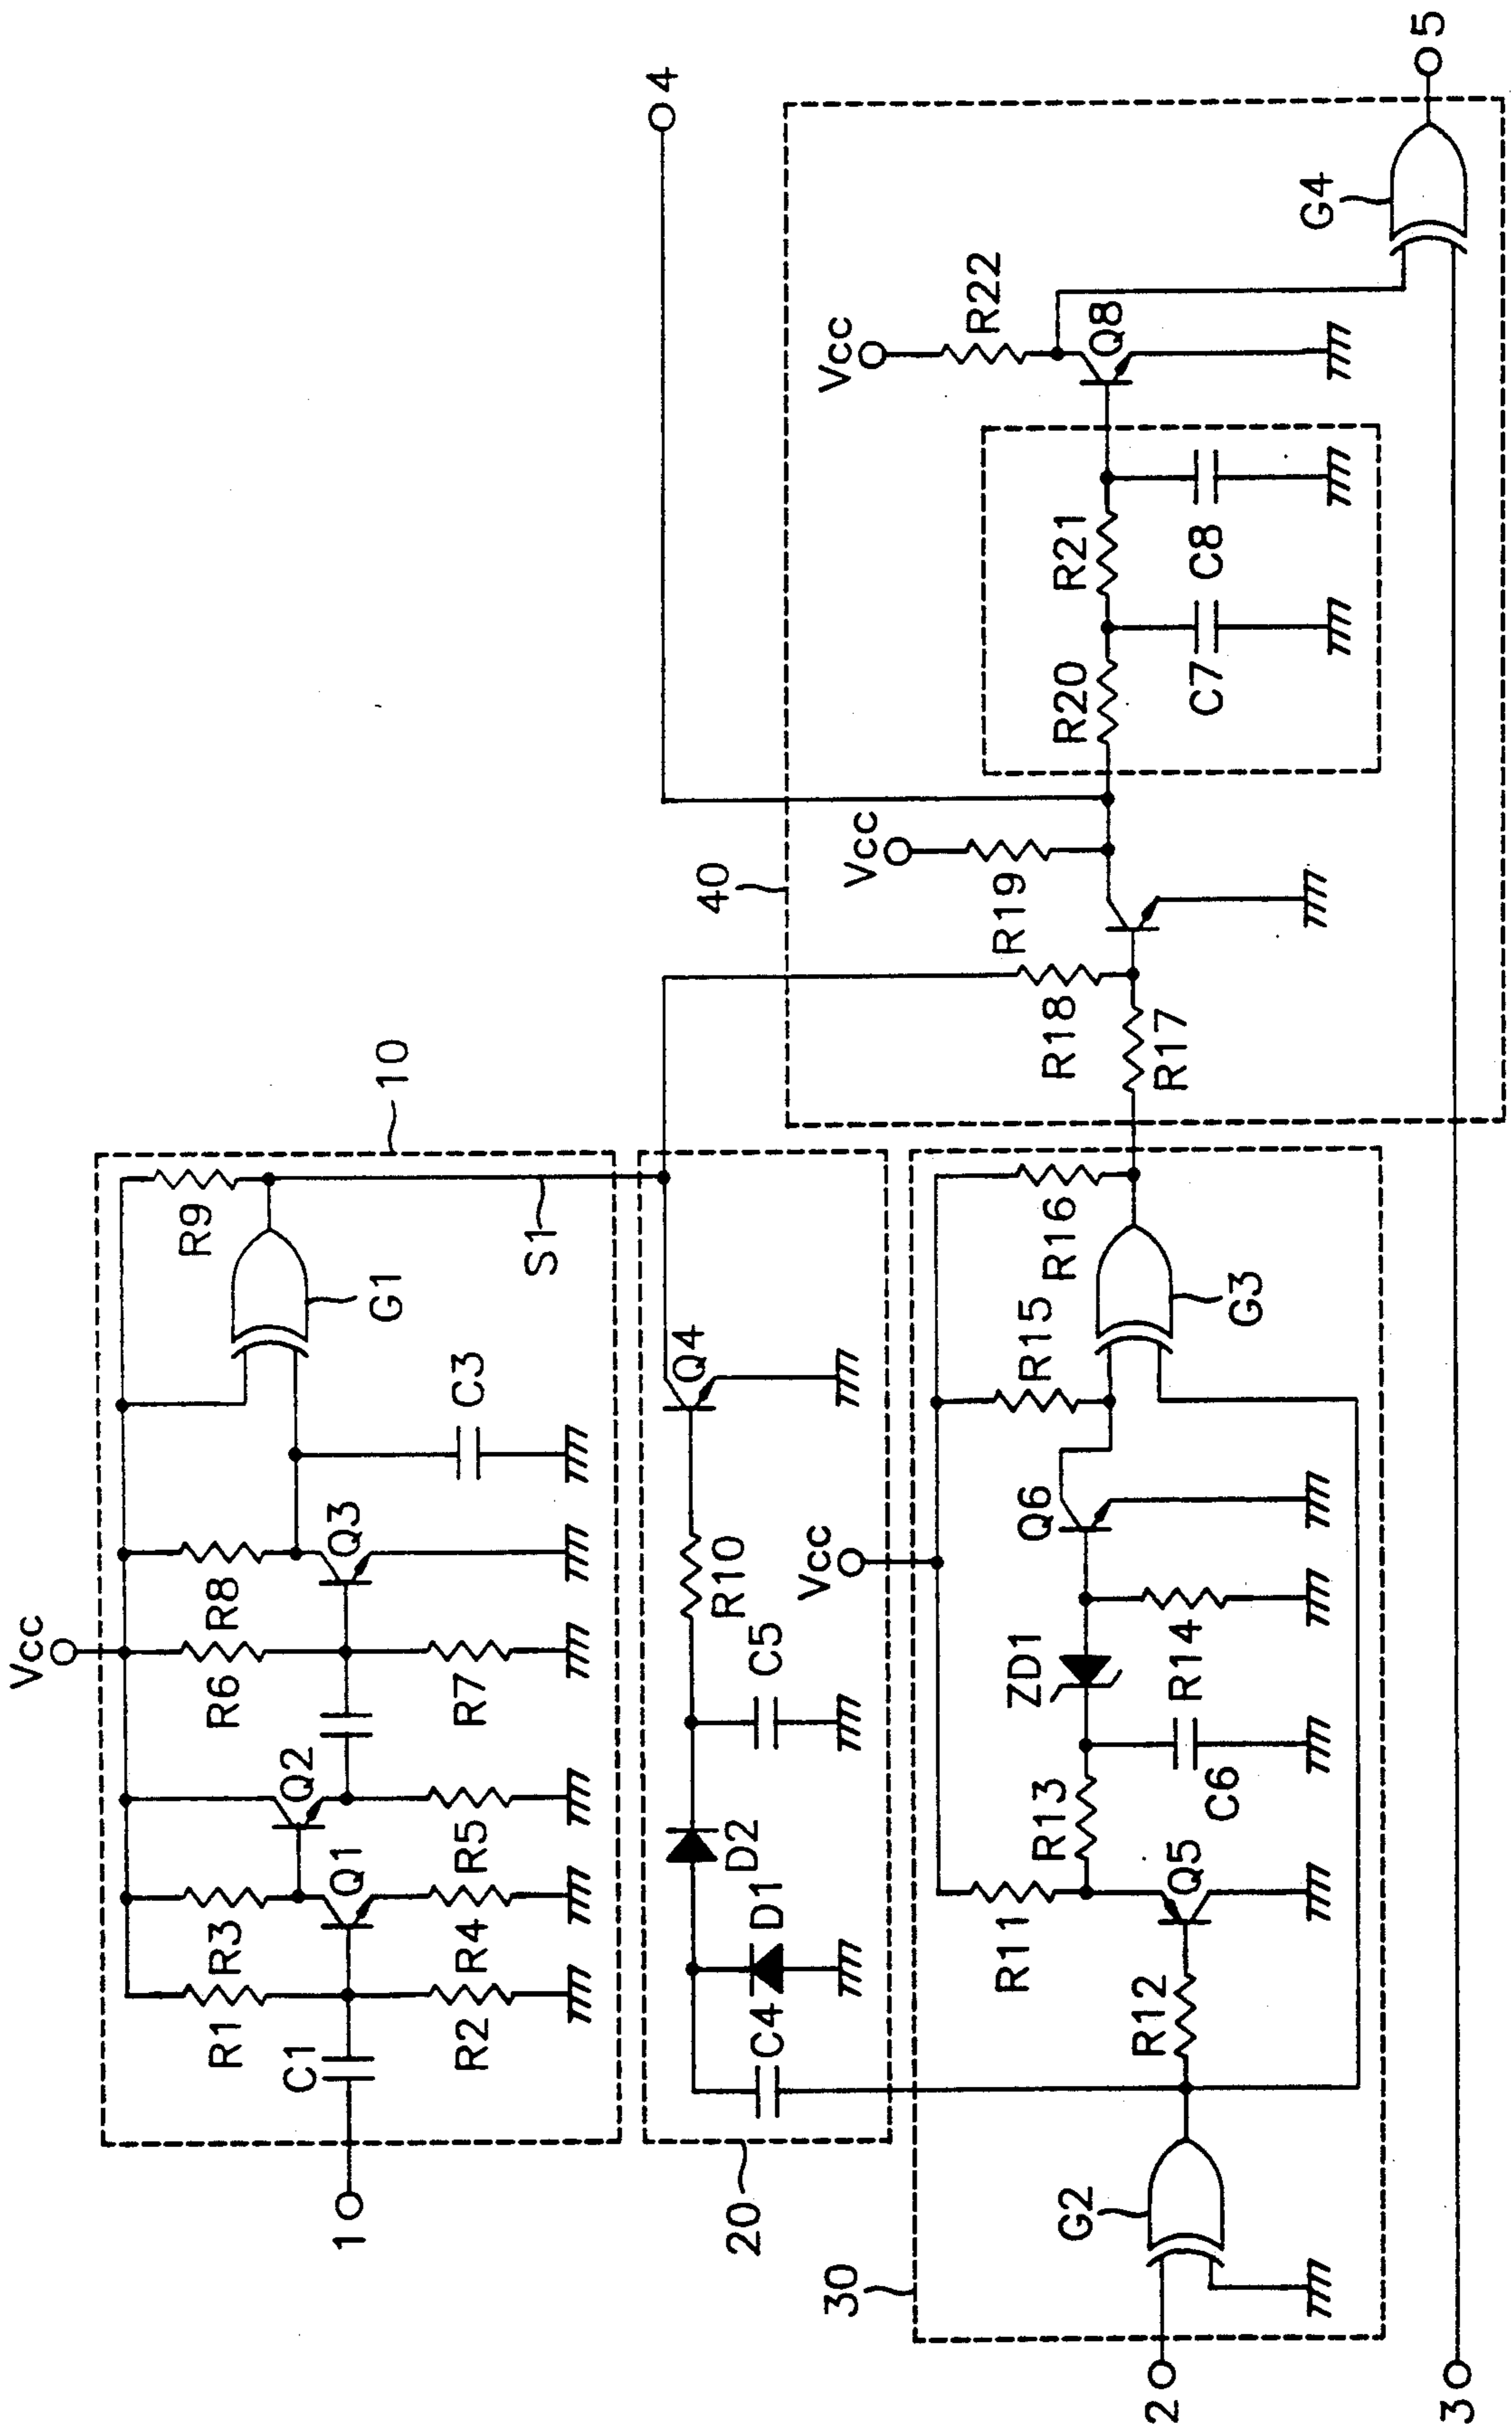 Vcc
10
R1
R3
R6
R8
R9
Q2
Q1
Q3
G1
C1
C3
S1
1
R2
R4
R5
R7
4
20
C4
D1
D2
C5
R10
Q4
30
Vcc
R11
R13
ZD1
Q6
R15
R16
2
G2
R12
Q5
C6
R14
G3
40
Vcc
Vcc
R22
R19
R18
R17
R20
R21
Q8
C7
C8
G4
3
5